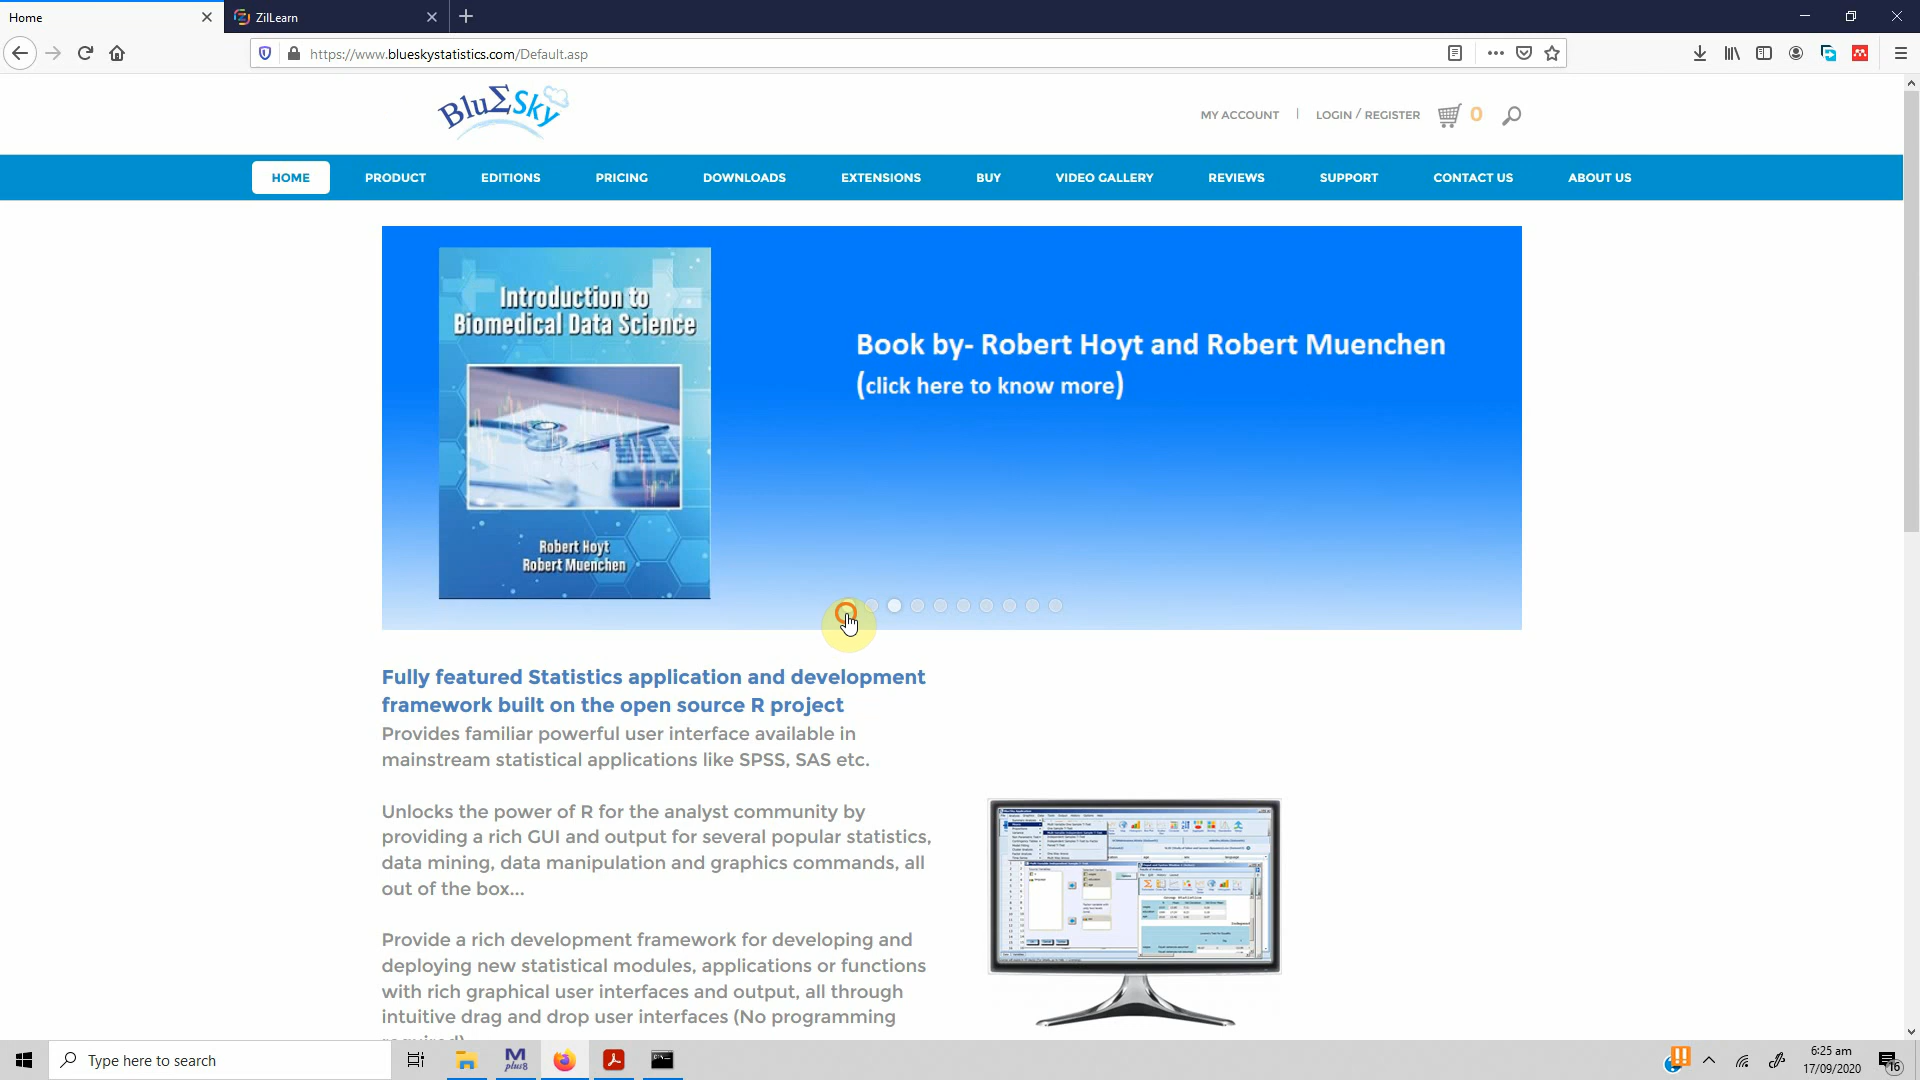 Home
ZilLearn
https://www.blueskystatistics.com/Default.asp
BluΣSky
MY ACCOUNT | LOGIN / REGISTER 0
HOME PRODUCT EDITIONS PRICING DOWNLOADS EXTENSIONS BUY VIDEO GALLERY REVIEWS SUPPORT CONTACT US ABOUT US
Introduction to
Biomedical Data Science
Robert Hoyt
Robert Muenchen
Book by- Robert Hoyt and Robert Muenchen
(click here to know more)
Fully featured Statistics application and development
framework built on the open source R project
Provides familiar powerful user interface available in
mainstream statistical applications like SPSS, SAS etc.
Unlocks the power of R for the analyst community by
providing a rich GUI and output for several popular statistics,
data mining, data manipulation and graphics commands, all
out of the box...
Provide a rich development framework for developing and
deploying new statistical modules, applications or functions
with rich graphical user interfaces and output, all through
intuitive drag and drop user interfaces (No programming
Type here to search
M
plus8
6:25 am
17/09/2020
16